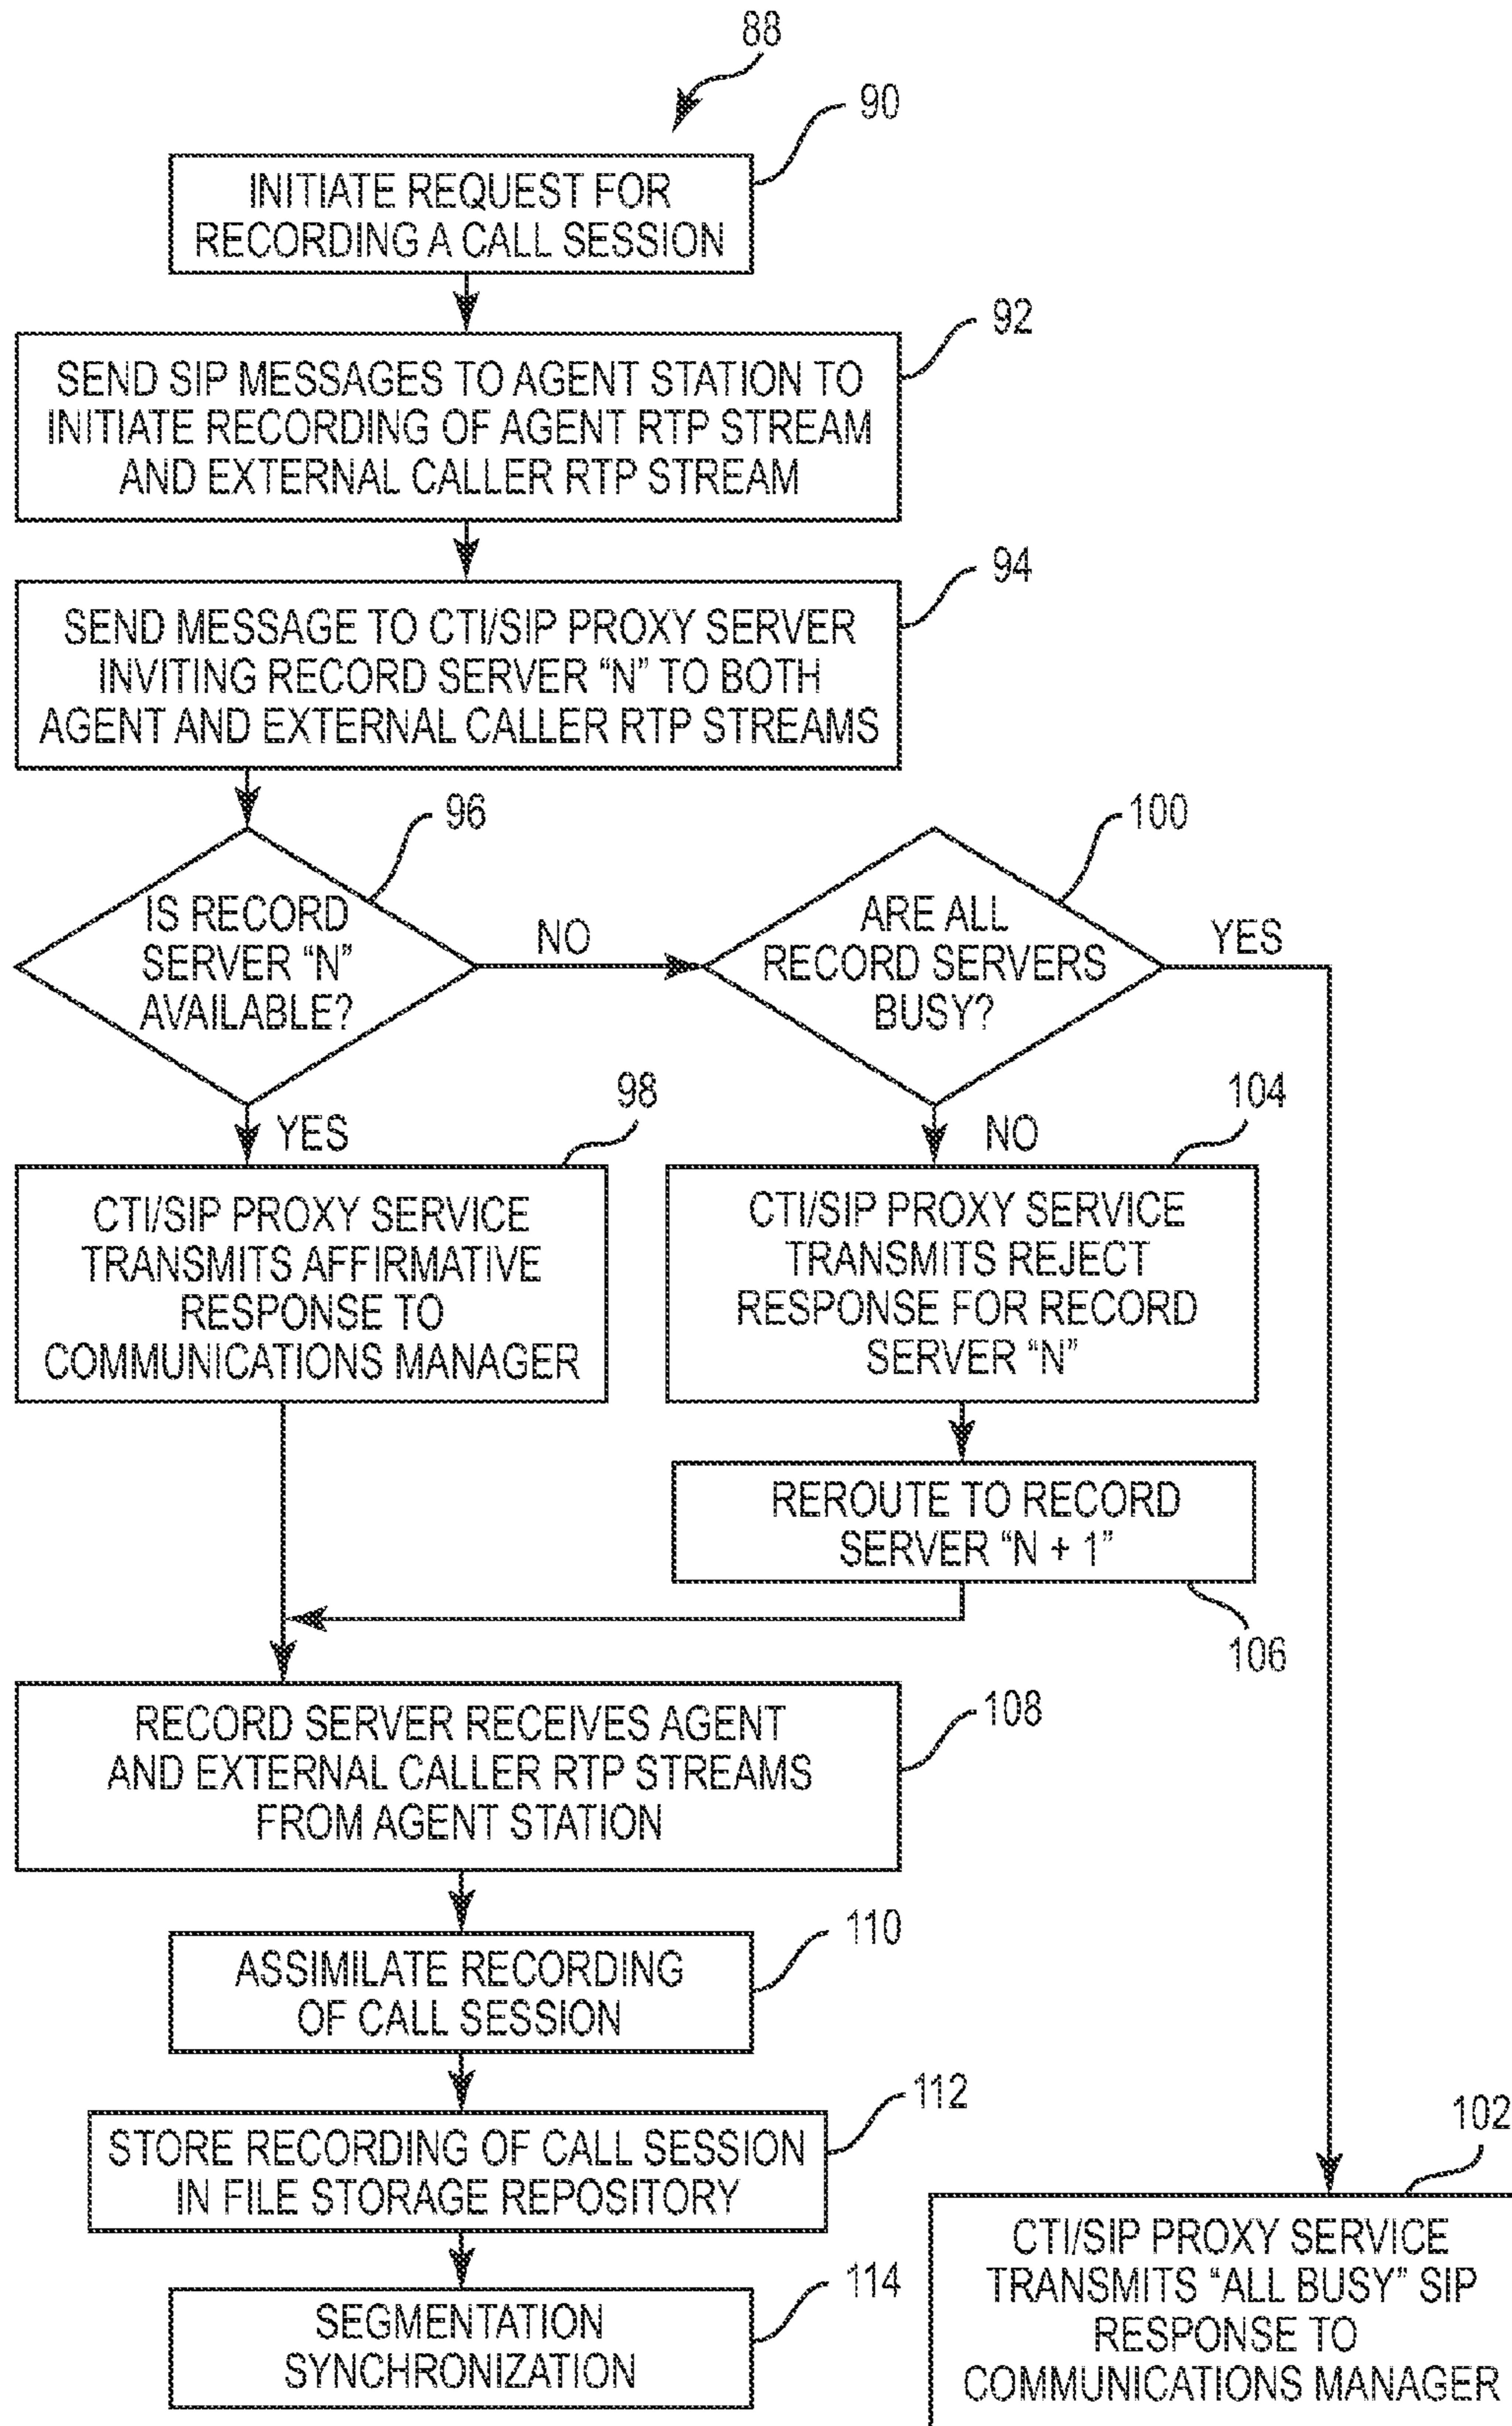 88
90
INITIATE REQUEST FOR
RECORDING A CALL SESSION
92
SEND SIP MESSAGES TO AGENT STATION TO
INITIATE RECORDING OF AGENT RTP STREAM
AND EXTERNAL CALLER RTP STREAM
94
SEND MESSAGE TO CTI/SIP PROXY SERVER
INVITING RECORD SERVER “N” TO BOTH
AGENT AND EXTERNAL CALLER RTP STREAMS
96
IS RECORD
SERVER “N”
AVAILABLE?
NO
100
ARE ALL
RECORD SERVERS
BUSY?
YES
YES
98
CTI/SIP PROXY SERVICE
TRANSMITS AFFIRMATIVE
RESPONSE TO
COMMUNICATIONS MANAGER
NO
104
CTI/SIP PROXY SERVICE
TRANSMITS REJECT
RESPONSE FOR RECORD
SERVER “N”
REROUTE TO RECORD
SERVER “N + 1”
106
RECORD SERVER RECEIVES AGENT
AND EXTERNAL CALLER RTP STREAMS
FROM AGENT STATION
108
110
ASSIMILATE RECORDING
OF CALL SESSION
112
STORE RECORDING OF CALL SESSION
IN FILE STORAGE REPOSITORY
114
SEGMENTATION
SYNCHRONIZATION
102
CTI/SIP PROXY SERVICE
TRANSMITS “ALL BUSY” SIP
RESPONSE TO
COMMUNICATIONS MANAGER